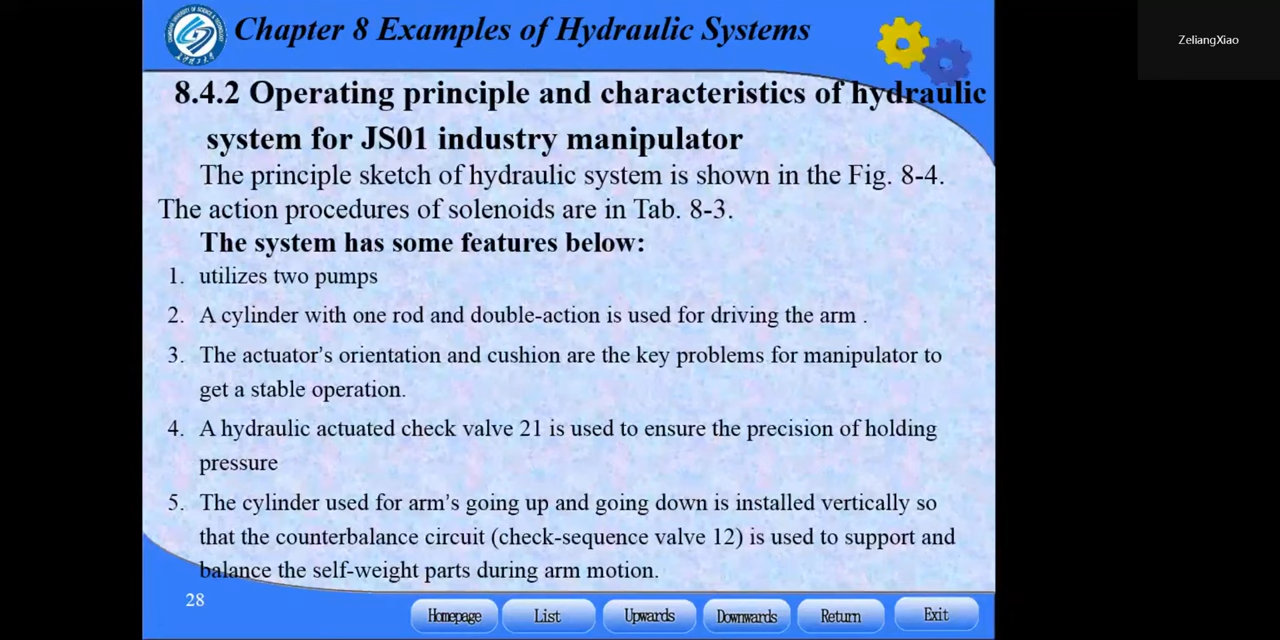 Chapter 8 Examples of Hydraulic Systems
ZeliangXiao
8.4.2 Operating principle and characteristics of hydraulic
system for JS01 industry manipulator
The principle sketch of hydraulic system is shown in the Fig. 8-4.
The action procedures of solenoids are in Tab. 8-3.
The system has some features below:
1. utilizes two pumps
2. A cylinder with one rod and double-action is used for driving the arm .
3. The actuator's orientation and cushion are the key problems for manipulator to
get a stable operation.
4. A hydraulic actuated check valve 21 is used to ensure the precision of holding
pressure
5. The cylinder used for arm's going up and going down is installed vertically so
that the counterbalance circuit (check-sequence valve 12) is used to support and
balance the self-weight parts during arm motion.
28
Homepage List Upwards Downwards Return Exit